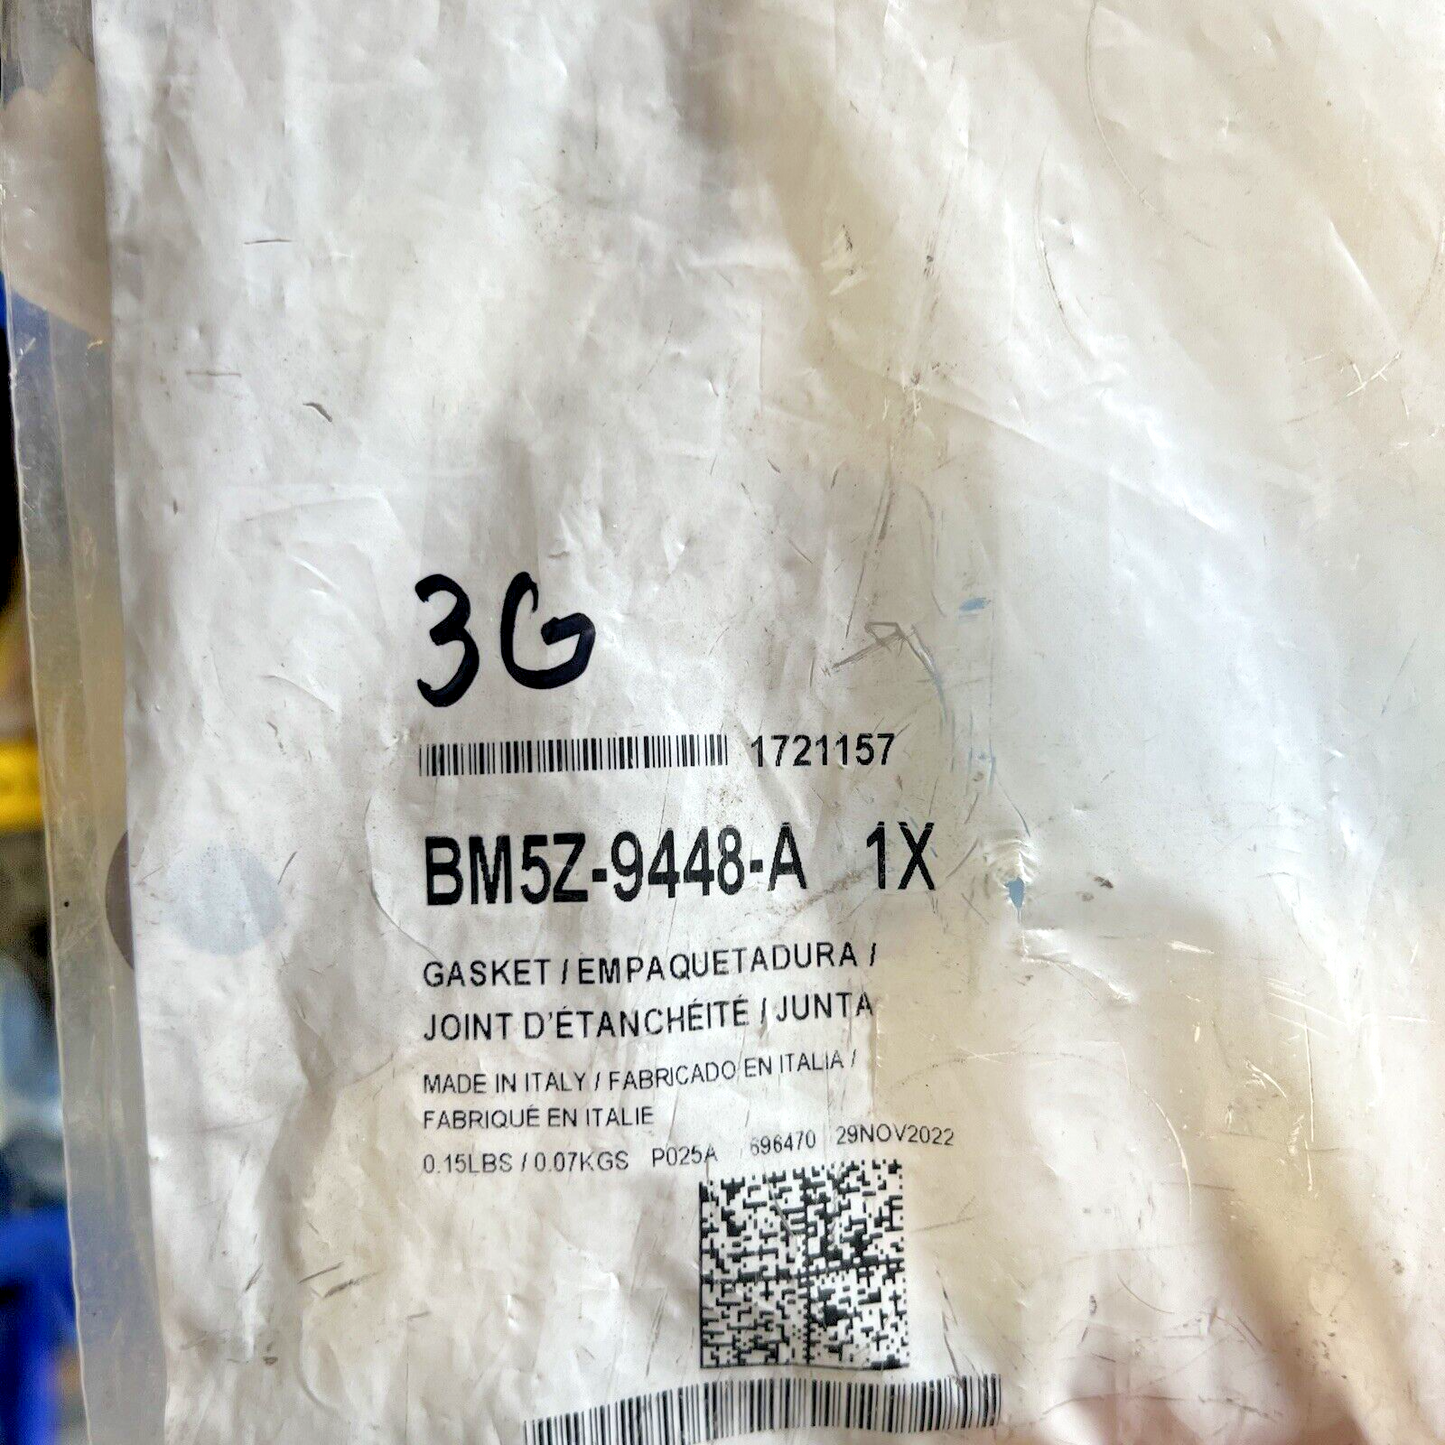 3G
1721157
BM5Z-9448-A 1X
GASKET / EMPAQUETADURA /
JOINT D'ÉTANCHÉITÉ / JUNTA
MADE IN ITALY / FABRICADO EN ITALIA /
FABRIQUÉ EN ITALIE
0.15LBS / 0.07KGS P025A 696470 29NOV2022